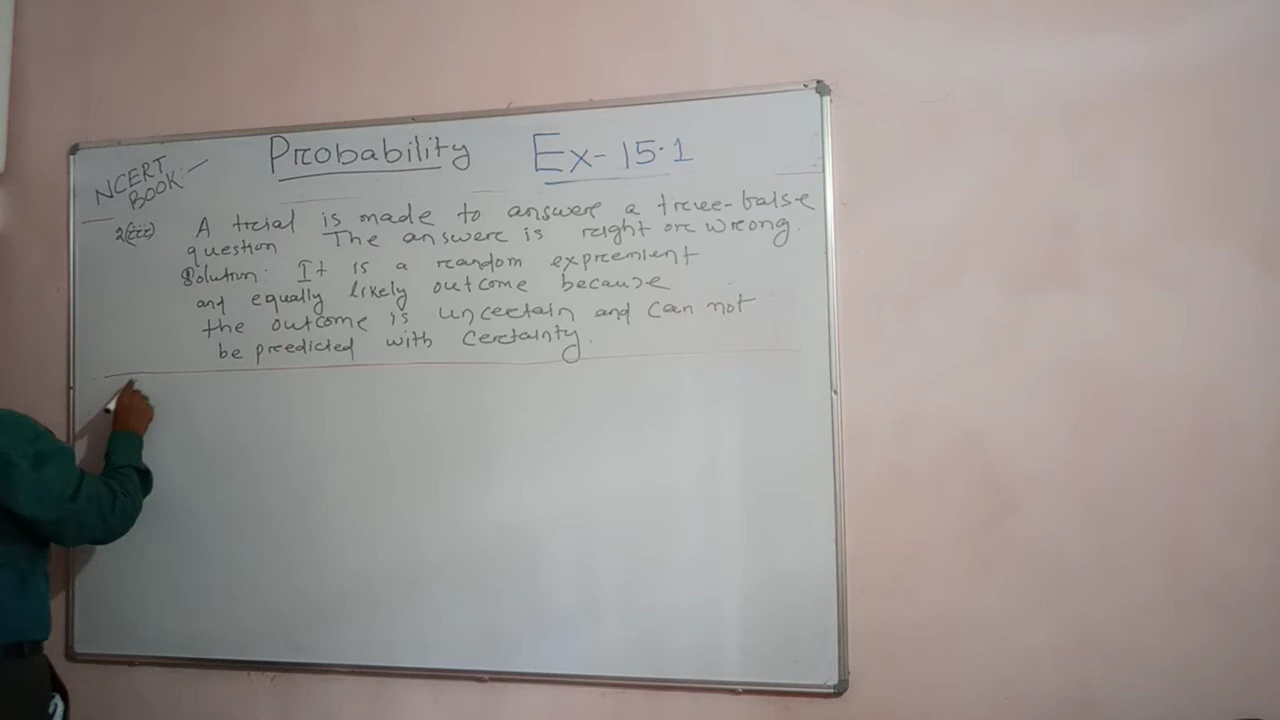 Probability Ex-15.1
NCERT
BOOK:-
2(iii) A trial is made to answer a true-false
question The answer is right or wrong.
Solution: It is a random expremient
and equally likely outcome because
the outcome is uncertain and can not
be predicted with certainty.